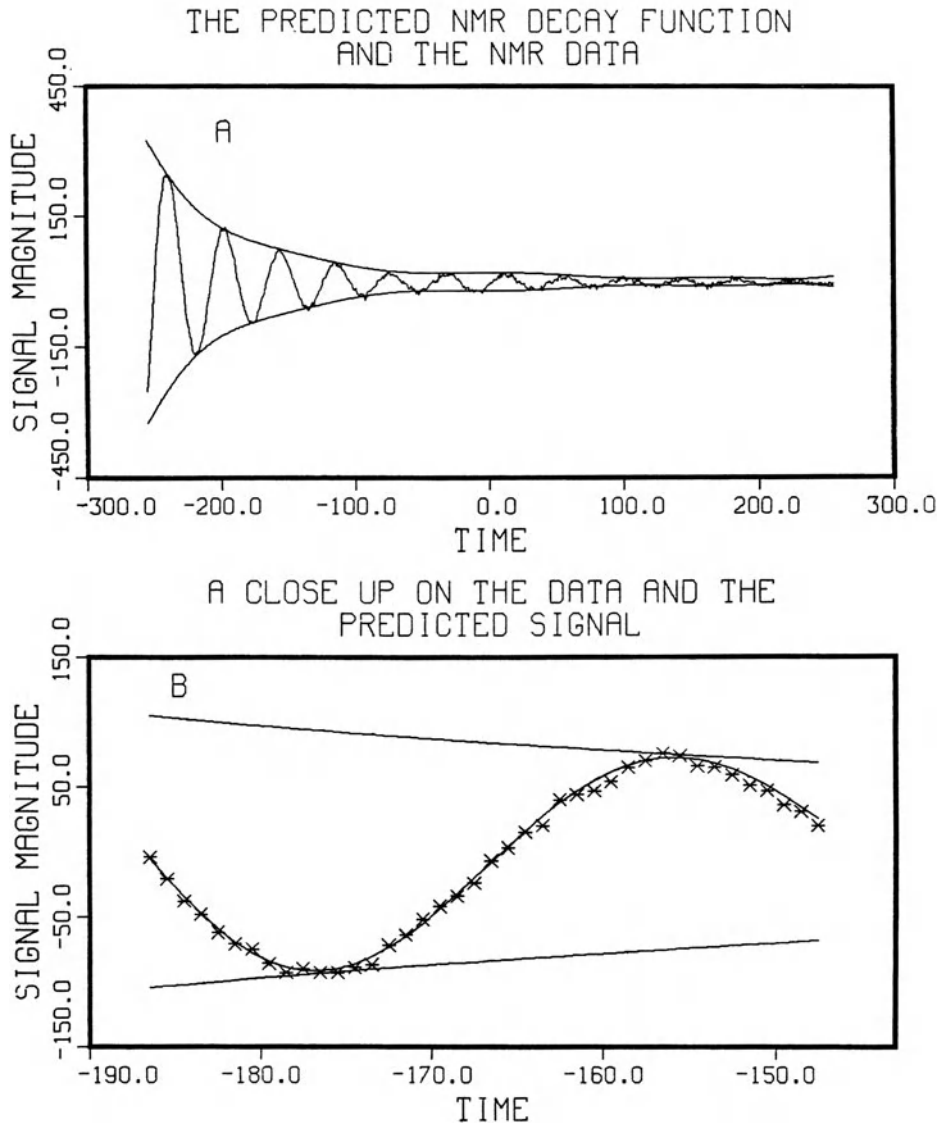 THE PREDICTED NMR DECAY FUNCTION
AND THE NMR DATA
A
SIGNAL MAGNITUDE
450.0
150.0
-150.0
-450.0
-300.0 -200.0 -100.0 0.0 100.0 200.0 300.0
TIME
A CLOSE UP ON THE DATA AND THE
PREDICTED SIGNAL
B
SIGNAL MAGNITUDE
150.0
50.0
-50.0
-150.0
-190.0 -180.0 -170.0 -160.0 -150.0
TIME